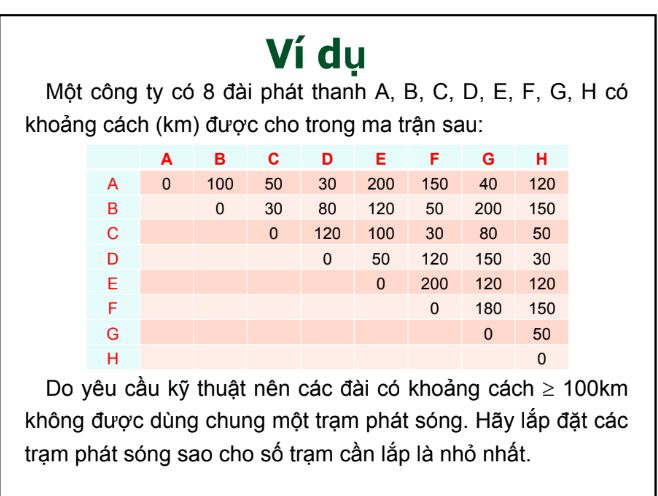 Ví dụ
Một công ty có 8 đài phát thanh A, B, C, D, E, F, G, H có
khoảng cách (km) được cho trong ma trận sau:
A B C D E F G H
A 0 100 50 30 200 150 40 120
B 0 30 80 120 50 200 150
C 0 120 100 30 80 50
D 0 50 120 150 30
E 0 200 120 120
F 0 180 150
G 0 50
H 0
Do yêu cầu kỹ thuật nên các đài có khoảng cách ≥ 100km
không được dùng chung một trạm phát sóng. Hãy lắp đặt các
trạm phát sóng sao cho số trạm cần lắp là nhỏ nhất.